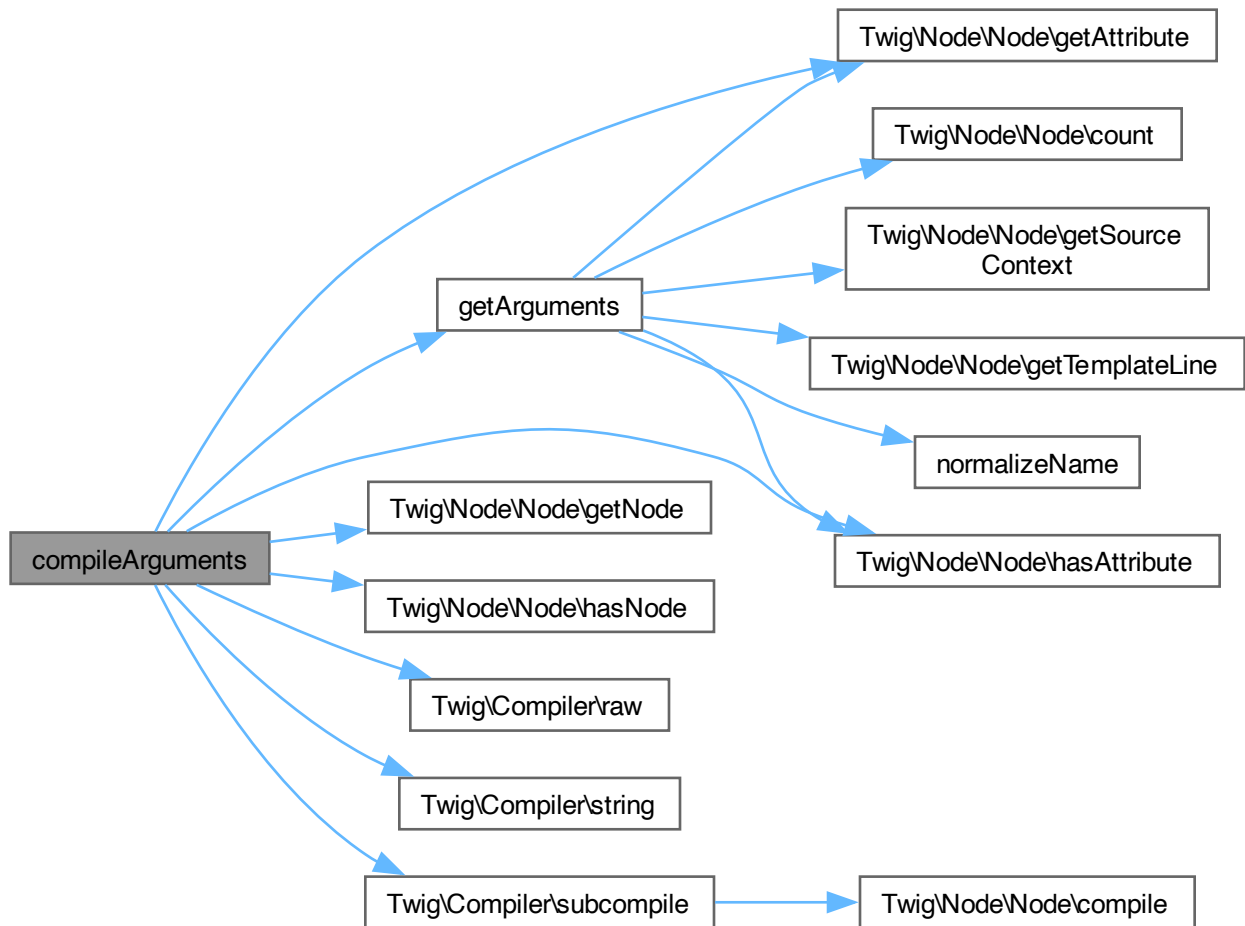 Twig\Node\Node\getAttribute
Twig\Node\Node\count
Twig\Node\Node\getSource
Context
getArguments
Twig\Node\Node\getTemplateLine
normalizeName
Twig\Node\Node\getNode
compileArguments
Twig\Node\Node\hasAttribute
Twig\Node\Node\hasNode
Twig\Compiler\raw
Twig\Compiler\string
Twig\Compiler\subcompile
Twig\Node\Node\compile